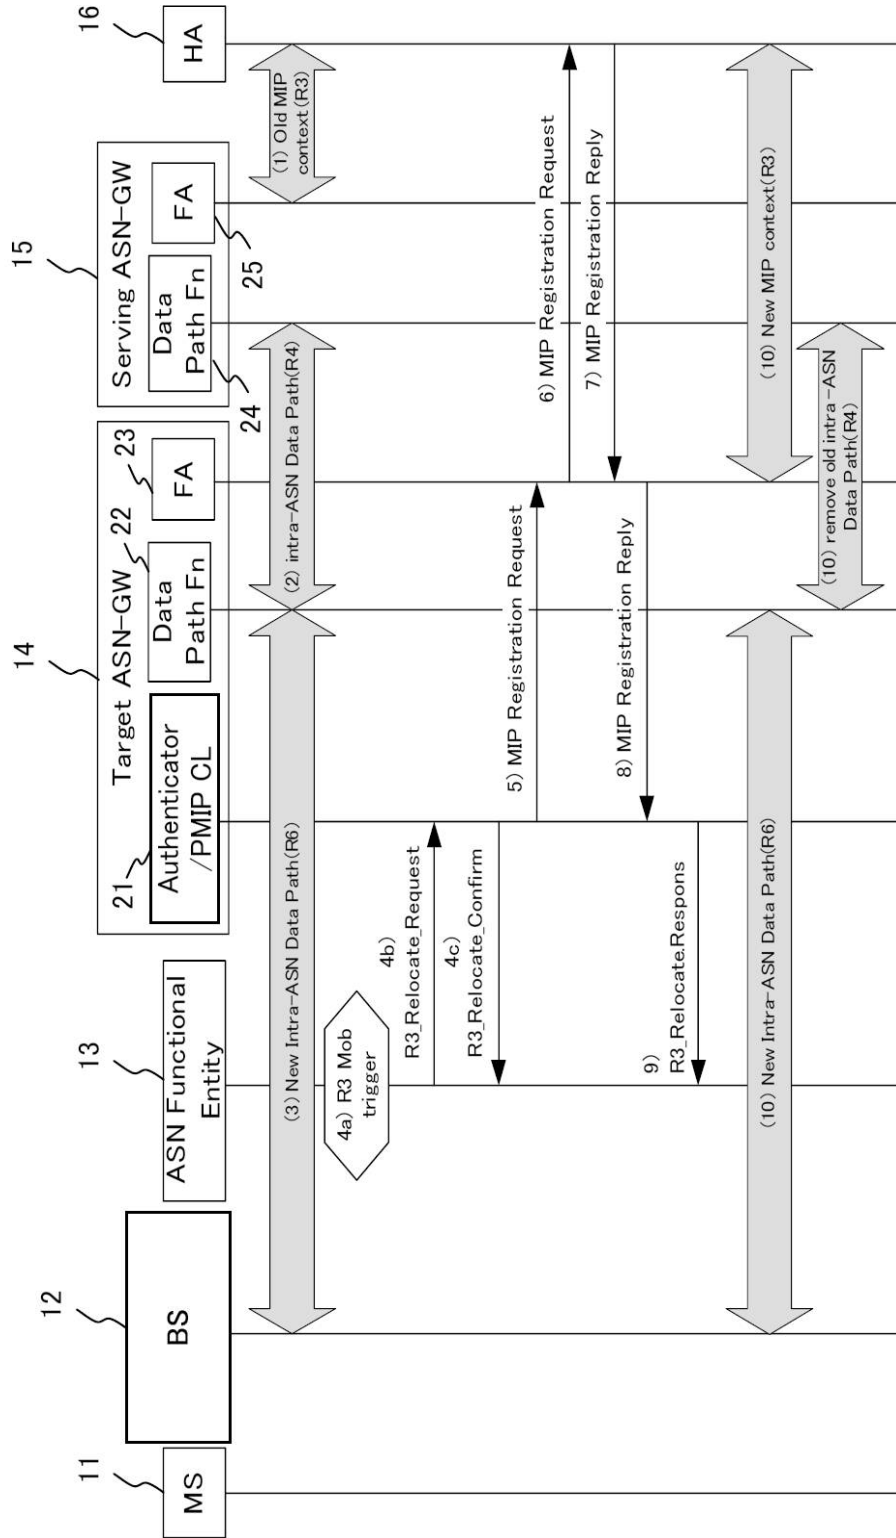 11
MS
12
BS
13
ASN Functional
Entity
14
Target ASN-GW
21
Authenticator
/PMIP CL
22
Data
Path Fn
23
FA
15
Serving ASN-GW
24
Data
Path Fn
25
FA
16
HA
(1) Old MIP
context(R3)
(2) intra-ASN Data Path(R4)
(3) New Intra-ASN Data Path(R6)
4a) R3 Mob
trigger
4b)
R3_Relocate_Request
4c)
R3_Relocate_Confirm
5) MIP Registration Request
6) MIP Registration Request
7) MIP Registration Reply
8) MIP Registration Reply
9)
R3_Relocate.Respons
(10) New Intra-ASN Data Path(R6)
(10) New MIP context(R3)
(10) remove old intra-ASN
Data Path(R4)